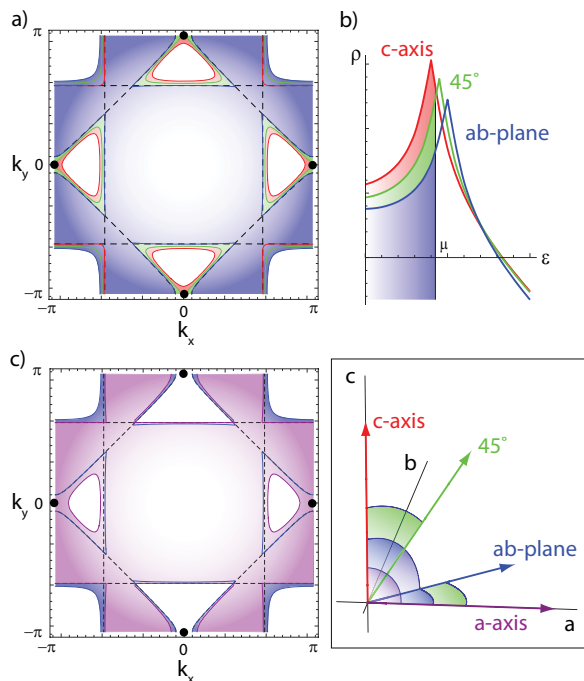 a)
π
k_y 0
−π
−π 0 π
k_x
b)
ρ
c-axis
45°
ab-plane
μ
ε
c)
π
k_y 0
−π
−π 0 π
k_x
c
c-axis
b
45°
ab-plane
a-axis
a